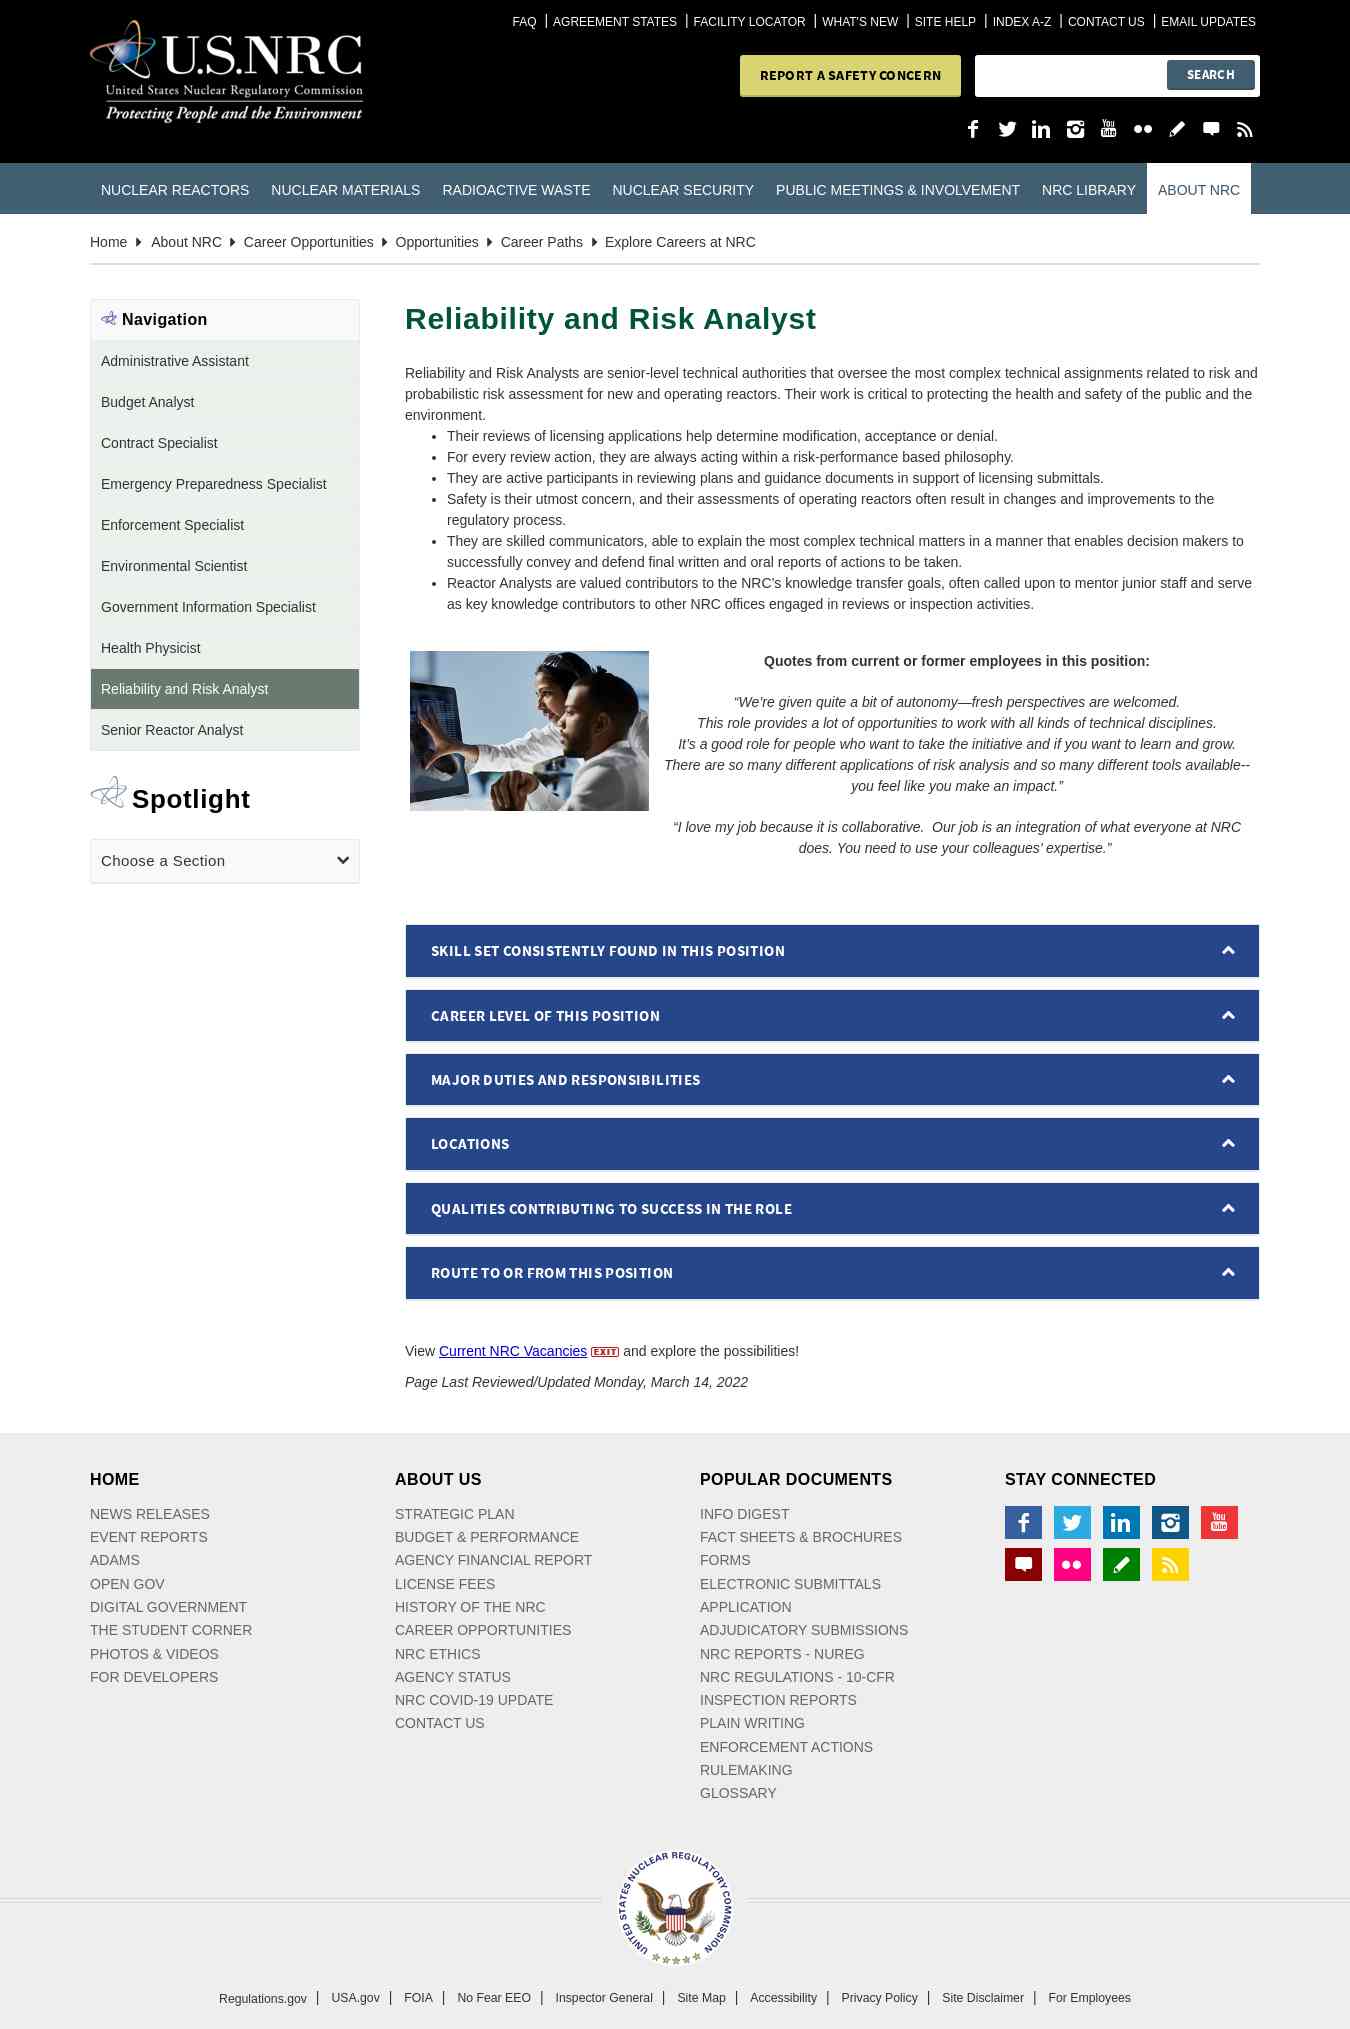 FAQ | AGREEMENT STATES | FACILITY LOCATOR | WHAT'S NEW | SITE HELP | INDEX A-Z | CONTACT US | EMAIL UPDATES
U.S.NRC
United States Nuclear Regulatory Commission
Protecting People and the Environment
REPORT A SAFETY CONCERN
SEARCH
NUCLEAR REACTORS NUCLEAR MATERIALS RADIOACTIVE WASTE NUCLEAR SECURITY PUBLIC MEETINGS & INVOLVEMENT NRC LIBRARY ABOUT NRC
Home About NRC Career Opportunities Opportunities Career Paths Explore Careers at NRC
Navigation
Administrative Assistant
Budget Analyst
Contract Specialist
Emergency Preparedness Specialist
Enforcement Specialist
Environmental Scientist
Government Information Specialist
Health Physicist
Reliability and Risk Analyst
Senior Reactor Analyst
Spotlight
Choose a Section
Reliability and Risk Analyst
Reliability and Risk Analysts are senior-level technical authorities that oversee the most complex technical assignments related to risk and
probabilistic risk assessment for new and operating reactors. Their work is critical to protecting the health and safety of the public and the
environment.
• Their reviews of licensing applications help determine modification, acceptance or denial.
• For every review action, they are always acting within a risk-performance based philosophy.
• They are active participants in reviewing plans and guidance documents in support of licensing submittals.
• Safety is their utmost concern, and their assessments of operating reactors often result in changes and improvements to the
regulatory process.
• They are skilled communicators, able to explain the most complex technical matters in a manner that enables decision makers to
successfully convey and defend final written and oral reports of actions to be taken.
• Reactor Analysts are valued contributors to the NRC's knowledge transfer goals, often called upon to mentor junior staff and serve
as key knowledge contributors to other NRC offices engaged in reviews or inspection activities.
Quotes from current or former employees in this position:
“We’re given quite a bit of autonomy—fresh perspectives are welcomed.
This role provides a lot of opportunities to work with all kinds of technical disciplines.
It’s a good role for people who want to take the initiative and if you want to learn and grow.
There are so many different applications of risk analysis and so many different tools available--
you feel like you make an impact.”
“I love my job because it is collaborative.  Our job is an integration of what everyone at NRC
does. You need to use your colleagues’ expertise.”
SKILL SET CONSISTENTLY FOUND IN THIS POSITION
CAREER LEVEL OF THIS POSITION
MAJOR DUTIES AND RESPONSIBILITIES
LOCATIONS
QUALITIES CONTRIBUTING TO SUCCESS IN THE ROLE
ROUTE TO OR FROM THIS POSITION
View Current NRC Vacancies EXIT and explore the possibilities!
Page Last Reviewed/Updated Monday, March 14, 2022
HOME
NEWS RELEASES
EVENT REPORTS
ADAMS
OPEN GOV
DIGITAL GOVERNMENT
THE STUDENT CORNER
PHOTOS & VIDEOS
FOR DEVELOPERS
ABOUT US
STRATEGIC PLAN
BUDGET & PERFORMANCE
AGENCY FINANCIAL REPORT
LICENSE FEES
HISTORY OF THE NRC
CAREER OPPORTUNITIES
NRC ETHICS
AGENCY STATUS
NRC COVID-19 UPDATE
CONTACT US
POPULAR DOCUMENTS
INFO DIGEST
FACT SHEETS & BROCHURES
FORMS
ELECTRONIC SUBMITTALS
APPLICATION
ADJUDICATORY SUBMISSIONS
NRC REPORTS - NUREG
NRC REGULATIONS - 10-CFR
INSPECTION REPORTS
PLAIN WRITING
ENFORCEMENT ACTIONS
RULEMAKING
GLOSSARY
STAY CONNECTED
UNITED STATES NUCLEAR REGULATORY COMMISSION
Regulations.gov | USA.gov | FOIA | No Fear EEO | Inspector General | Site Map | Accessibility | Privacy Policy | Site Disclaimer | For Employees